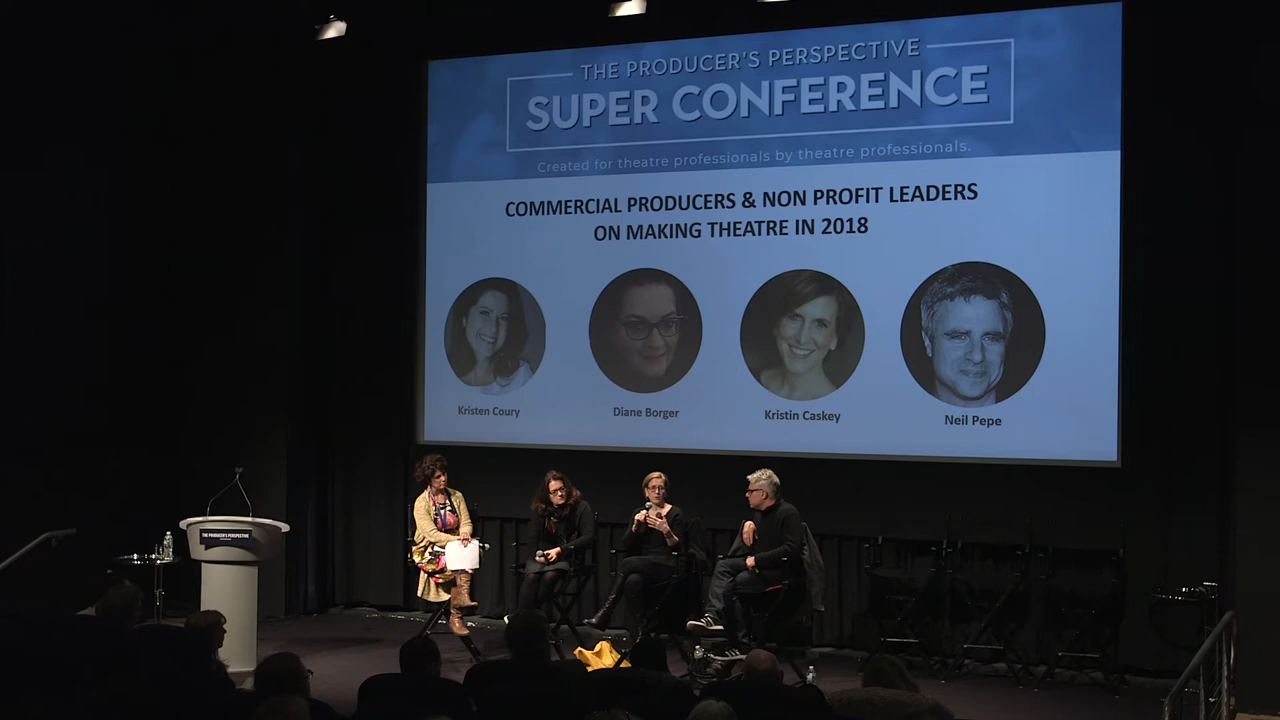 THE PRODUCER'S PERSPECTIVE
SUPER CONFERENCE
Created for theatre professionals by theatre professionals.
COMMERCIAL PRODUCERS & NON PROFIT LEADERS
ON MAKING THEATRE IN 2018
Kristen Coury
Diane Borger
Kristin Caskey
Neil Pepe
THE PRODUCER'S PERSPECTIVE